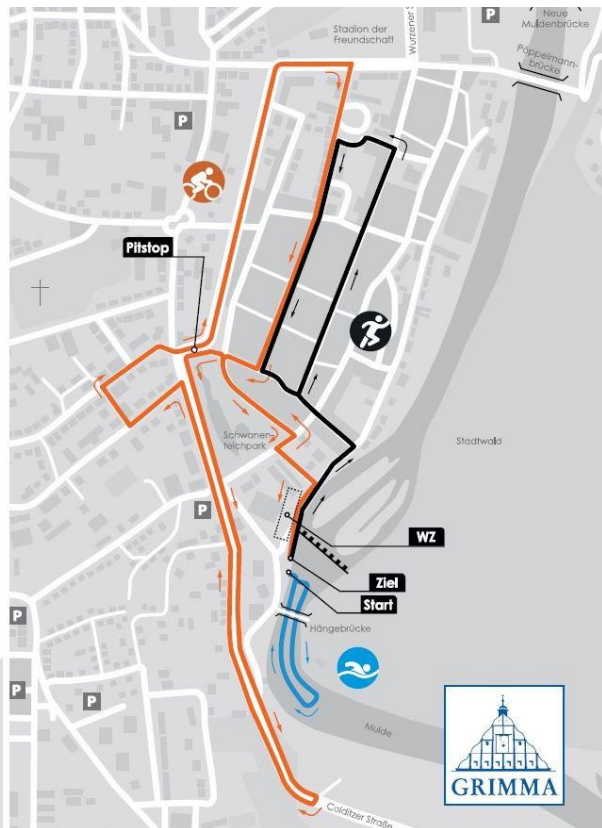 Stadion der
Freundschaft
Wurzener S
P
Neue
Muldenbrücke
Pöppelmann-
brücke
P
Pitstop
Schwanen-
teichpark
Stadtwald
P
WZ
Ziel
Start
Hängebrücke
P
P
P
Mulde
GRIMMA
Colditzer Straße